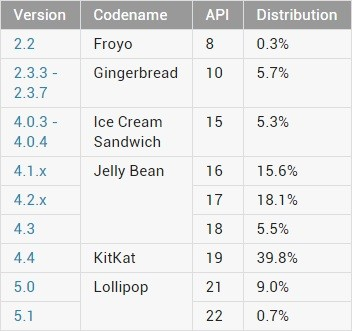 Version Codename API Distribution
2.2 Froyo 8 0.3%
2.3.3 - Gingerbread 10 5.7%
2.3.7
4.0.3 - Ice Cream 15 5.3%
4.0.4 Sandwich
4.1.x Jelly Bean 16 15.6%
4.2.x 17 18.1%
4.3 18 5.5%
4.4 KitKat 19 39.8%
5.0 Lollipop 21 9.0%
5.1 22 0.7%